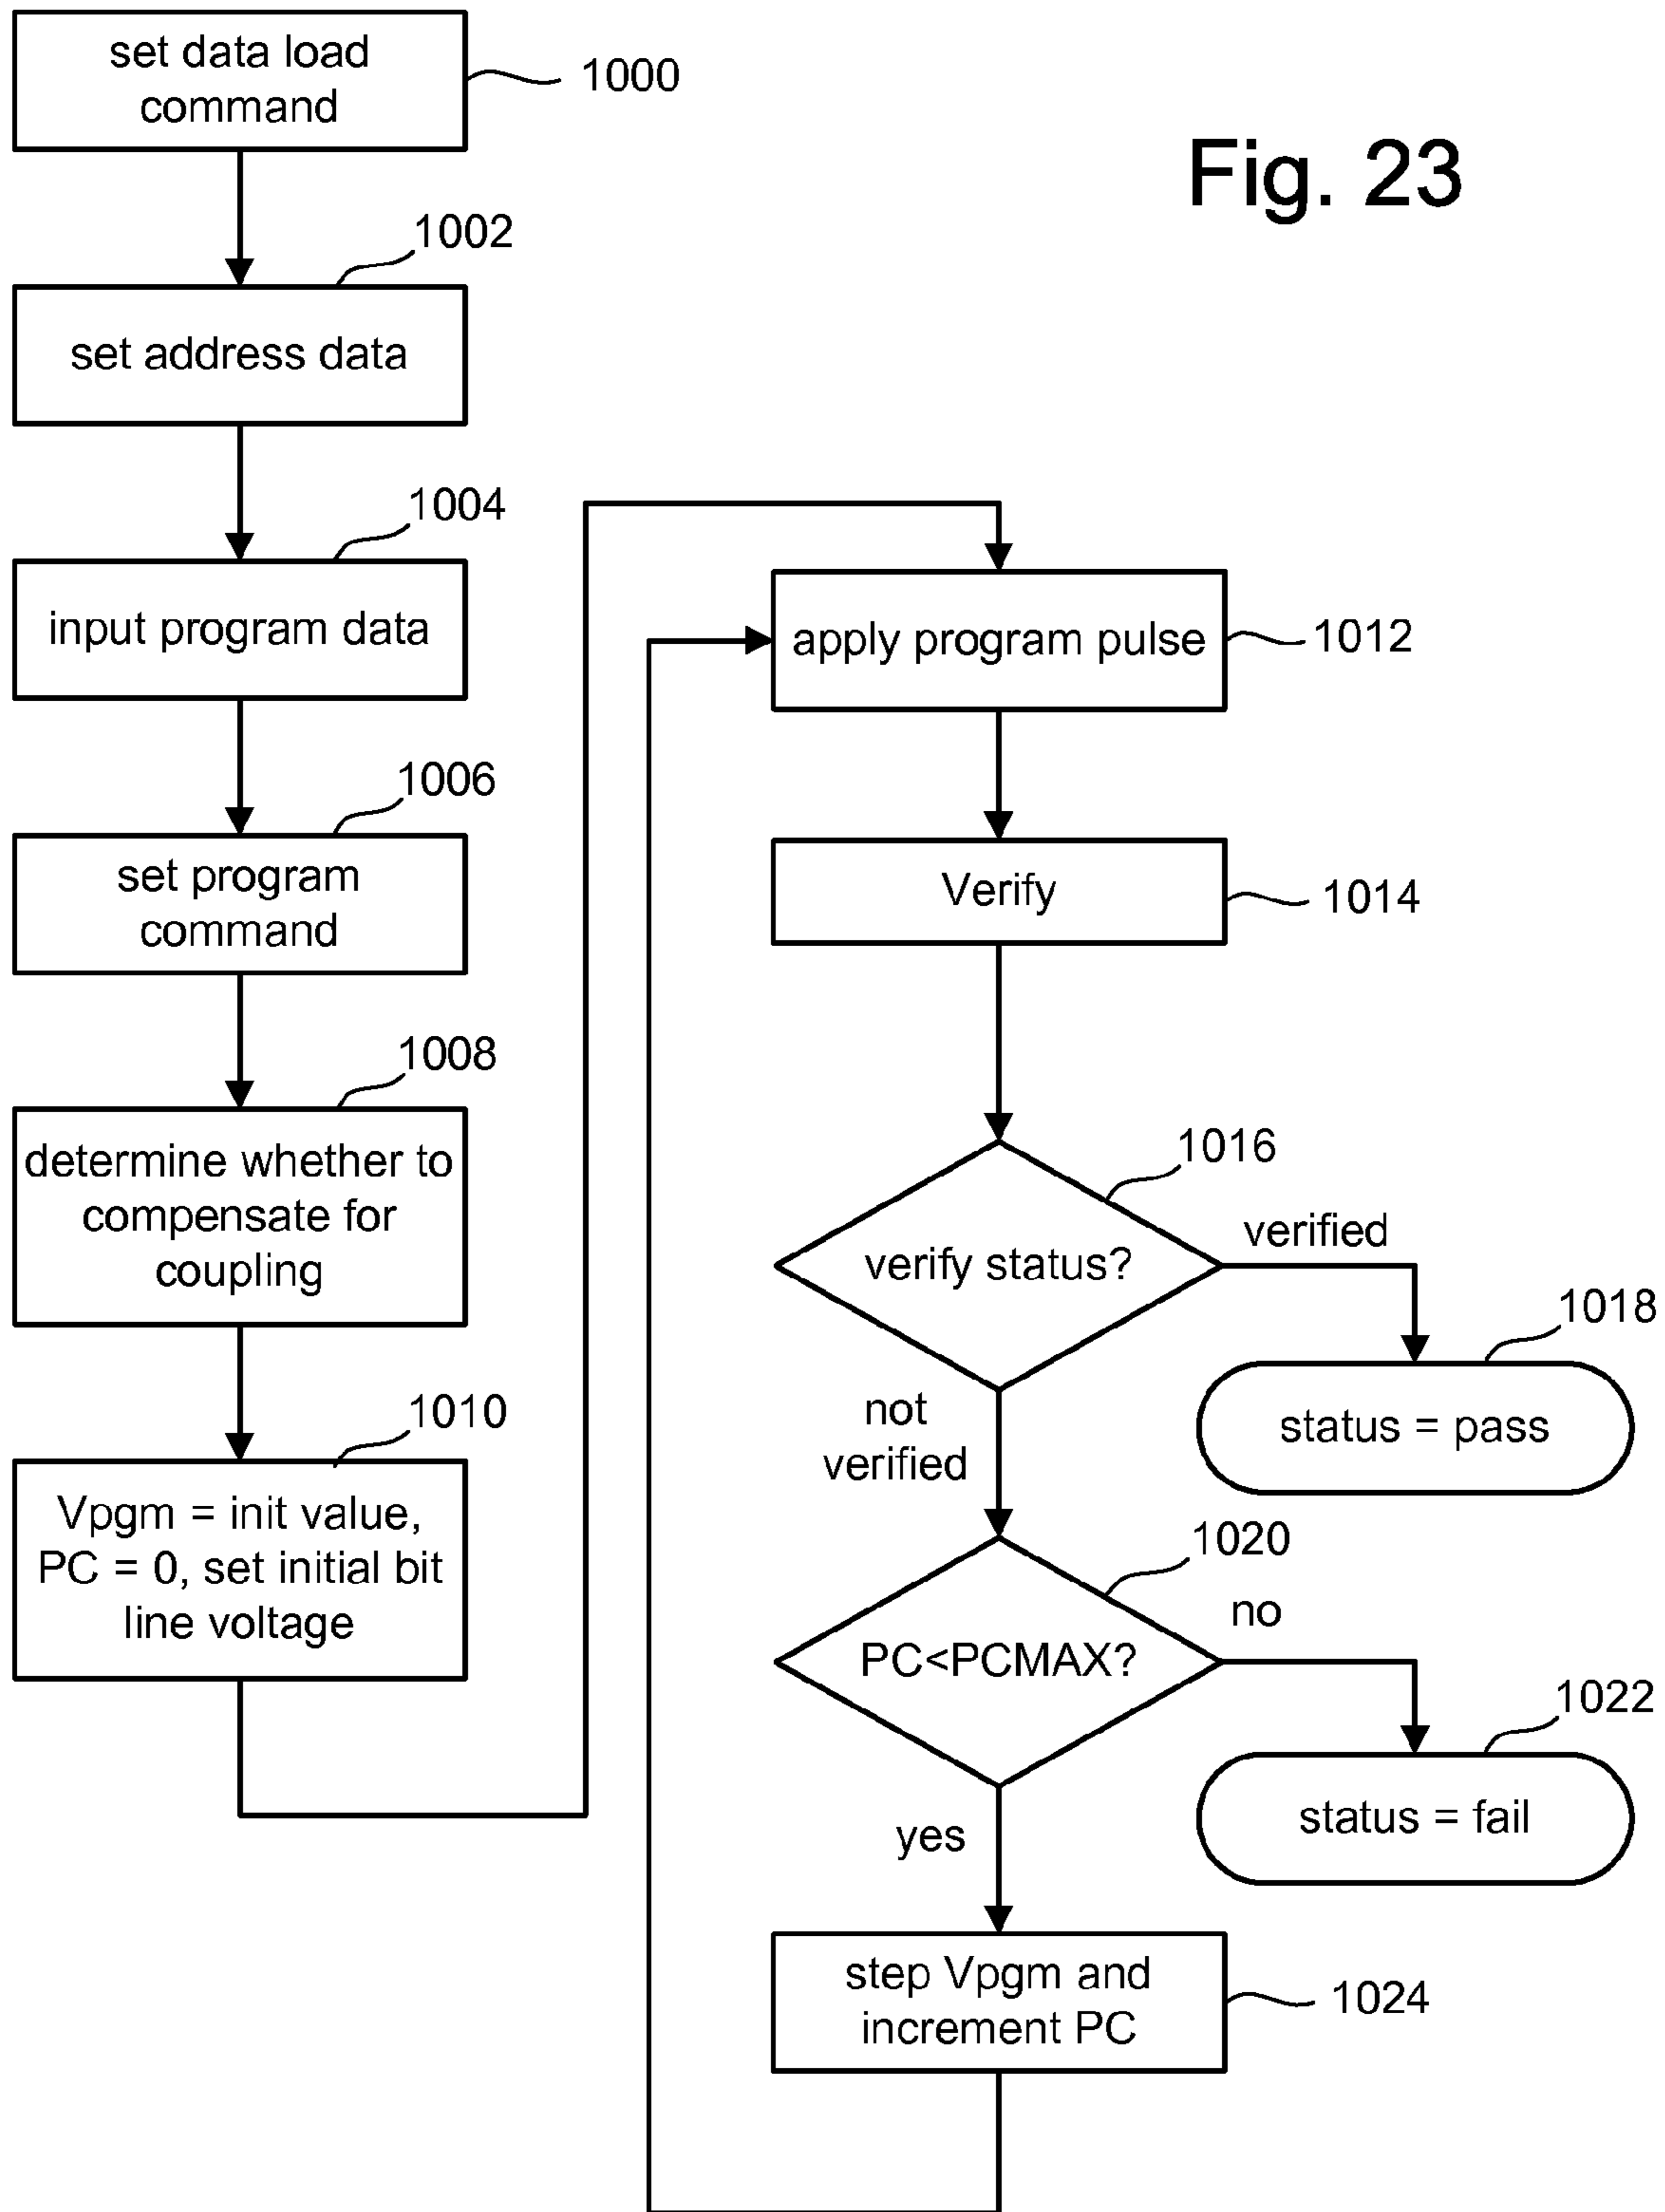 Fig. 23
set data load
command
1000
1002
set address data
1004
input program data
1006
set program
command
1008
determine whether to
compensate for
coupling
1010
Vpgm = init value,
PC = 0, set initial bit
line voltage
apply program pulse
1012
Verify
1014
1016
verify status?
verified
1018
status = pass
not
verified
1020
PC<PCMAX?
no
1022
status = fail
yes
step Vpgm and
increment PC
1024